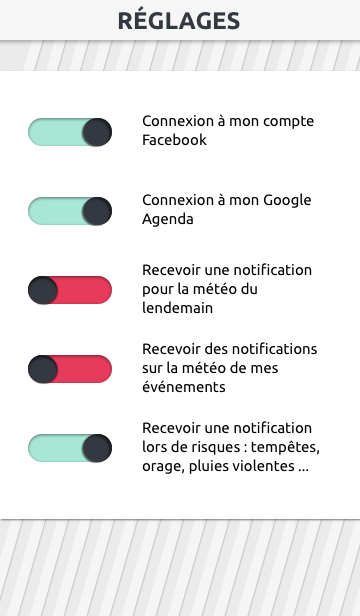 RÉGLAGES
Connexion à mon compte
Facebook
Connexion à mon Google
Agenda
Recevoir une notification
pour la météo du
lendemain
Recevoir des notifications
sur la météo de mes
événements
Recevoir une notification
lors de risques : tempêtes,
orage, pluies violentes ...